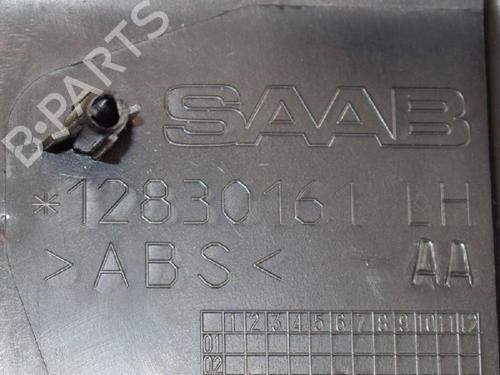 B-PARTS
SAAB
*12830161 LH
>ABS< AA
1 2 3 4 5 6 7 8 9 10 11 12
01
02